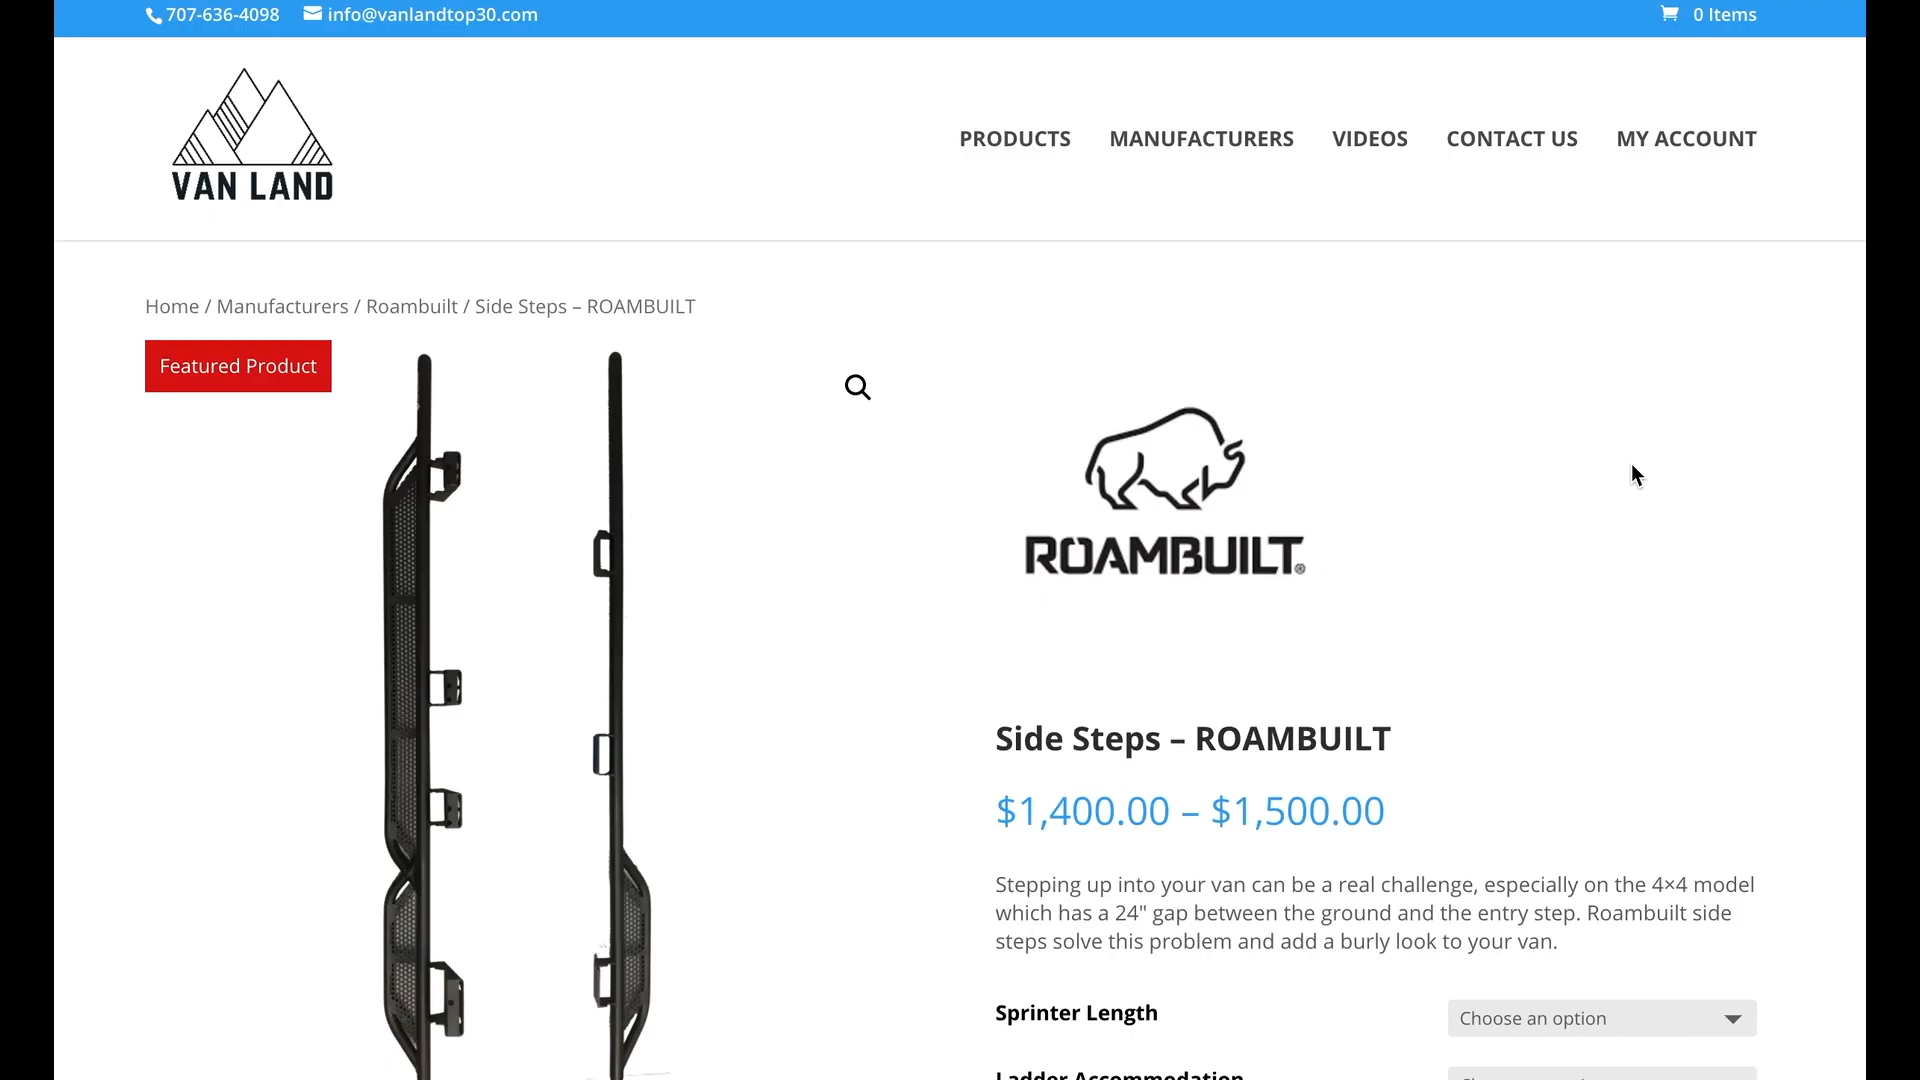 707-636-4098 info@vanlandtop30.com 0 Items
VAN LAND
PRODUCTS MANUFACTURERS VIDEOS CONTACT US MY ACCOUNT
Home / Manufacturers / Roambuilt / Side Steps – ROAMBUILT
Featured Product
ROAMBUILT®
Side Steps – ROAMBUILT
$1,400.00 – $1,500.00
Stepping up into your van can be a real challenge, especially on the 4×4 model
which has a 24" gap between the ground and the entry step. Roambuilt side
steps solve this problem and add a burly look to your van.
Sprinter Length Choose an option
Ladder Accommodation